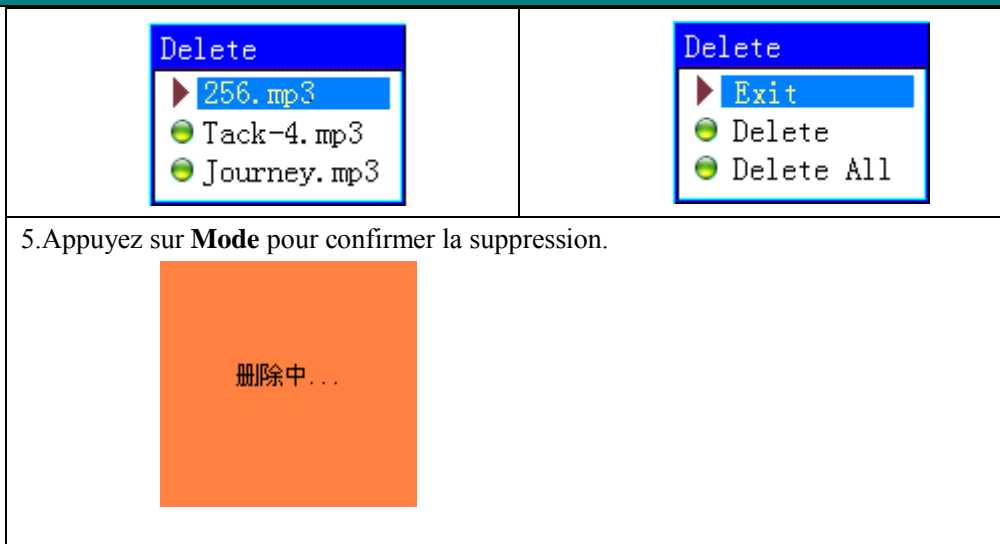 Delete
256.mp3
Tack-4.mp3
Journey.mp3
Delete
Exit
Delete
Delete All
5.Appuyez sur Mode pour confirmer la suppression.
删除中...